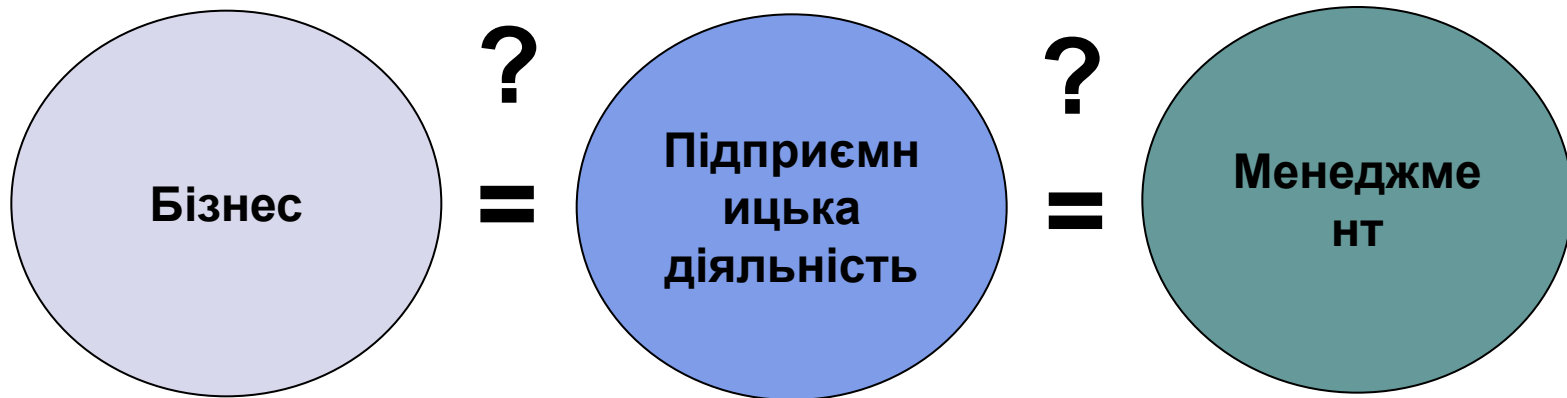 ?
?
=
=
Бізнес
Підприємн
ицька
діяльність
Менеджме
нт